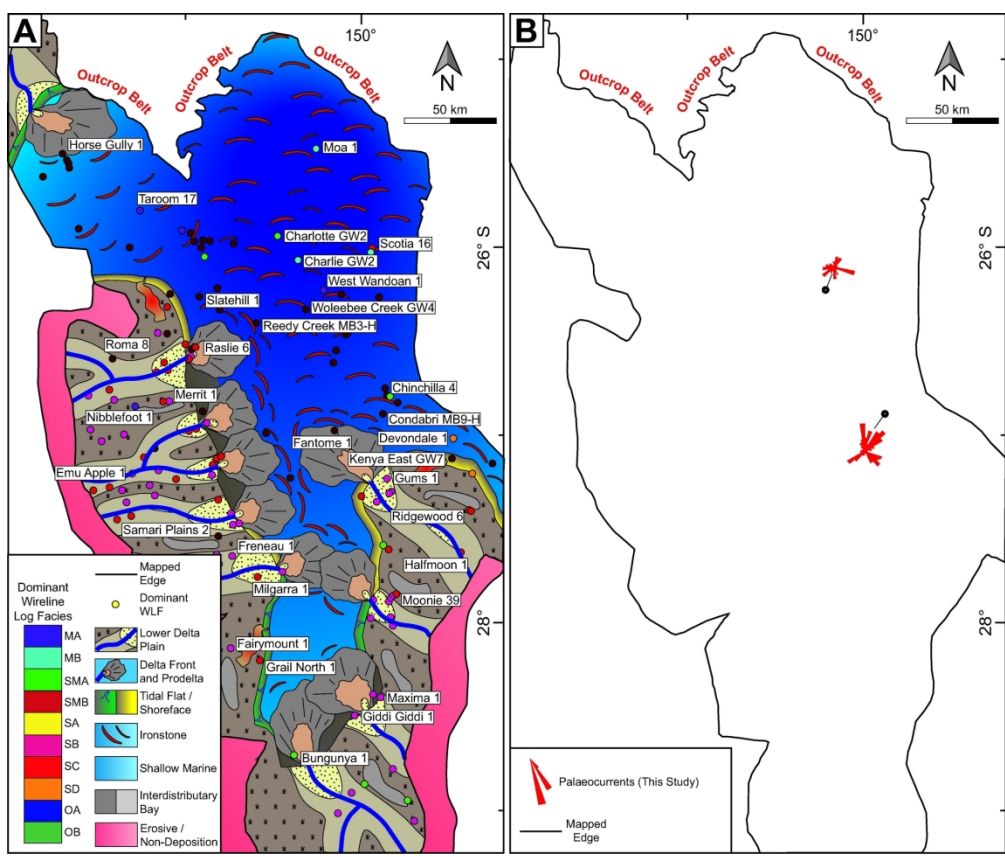 A
150°
Outcrop Belt
Outcrop Belt
Outcrop Belt
N
50 km
Horse Gully 1
Moa 1
Taroom 17
Charlotte GW2
Scotia 16
Charlie GW2
26° S
West Wandoan 1
Slatehill 1
Woleebee Creek GW4
Reedy Creek MB3-H
Roma 8
Raslie 6
Merrit 1
Chinchilla 4
Nibblefoot 1
Condabri MB9-H
Fantome 1
Devondale 1
Kenya East GW7
Emu Apple 1
Gums 1
Ridgewood 6
Samari Plains 2
Freneau 1
Halfmoon 1
Milgarra 1
Moonie 39
28° S
Fairymount 1
Grail North 1
Maxima 1
Giddi Giddi 1
Bungunya 1
Dominant
Wireline
Log Facies
MA
MB
SMA
SMB
SA
SB
SC
SD
OA
OB
Mapped
Edge
Dominant
WLF
Lower Delta
Plain
Delta Front
and Prodelta
Tidal Flat /
Shoreface
Ironstone
Shallow Marine
Interdistributary
Bay
Erosive /
Non-Deposition
B
150°
Outcrop Belt
Outcrop Belt
Outcrop Belt
N
50 km
Palaeocurrents (This Study)
Mapped
Edge